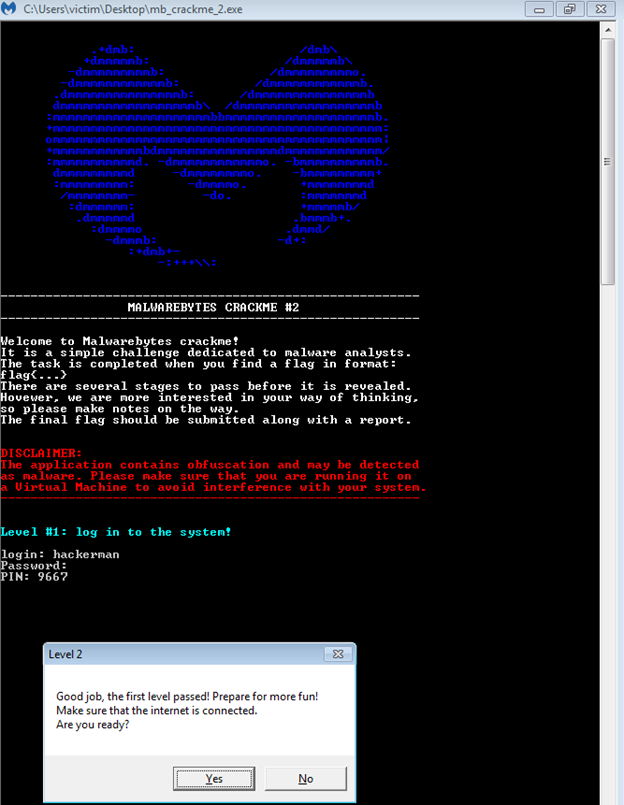 C:\Users\victim\Desktop\mb_crackme_2.exe
MALWAREBYTES CRACKME #2
Welcome to Malwarebytes crackme!
It is a simple challenge dedicated to malware analysts.
The task is completed when you find a flag in format:
flag{...}
There are several stages to pass before it is revealed.
However, we are more interested in your way of thinking,
so please make notes on the way.
The final flag should be submitted along with a report.
DISCLAIMER:
The application contains obfuscation and may be detected
as malware. Please make sure that you are running it on
a Virtual Machine to avoid interference with your system.
Level #1: log in to the system!
login: hackerman
Password:
PIN: 9667
Level 2
Good job, the first level passed! Prepare for more fun!
Make sure that the internet is connected.
Are you ready?
Yes No